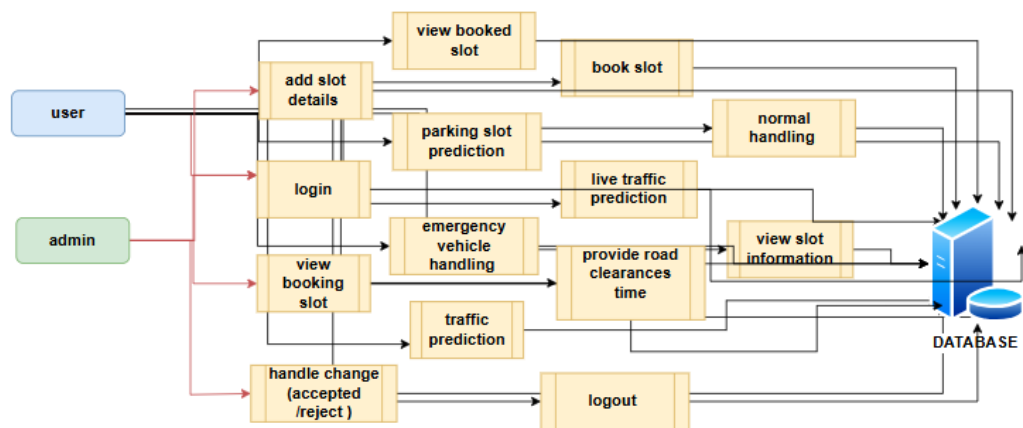 view booked
slot
add slot
details
book slot
user
parking slot
prediction
normal
handling
login
live traffic
prediction
admin
emergency
vehicle
handling
view slot
information
view
booking
slot
provide road
clearances
time
traffic
prediction
DATABASE
handle change
(accepted
/reject )
logout